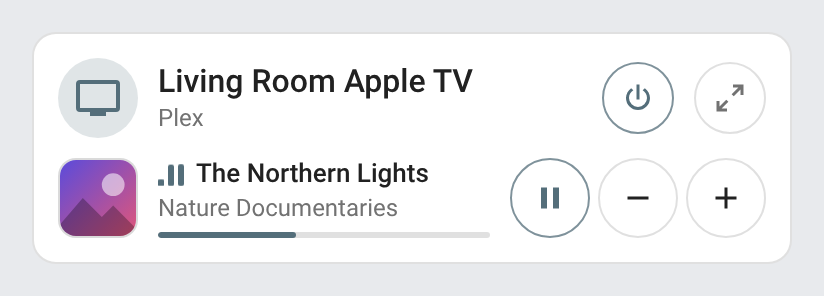 Living Room Apple TV
Plex
The Northern Lights
Nature Documentaries